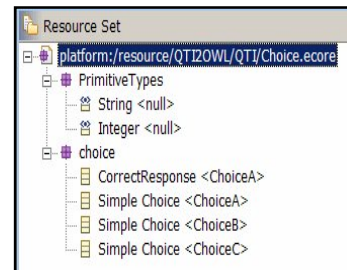 Resource Set
platform:/resource/QTI2OWL/QTI/Choice.ecore
PrimitiveTypes
String <null>
Integer <null>
choice
CorrectResponse <ChoiceA>
Simple Choice <ChoiceA>
Simple Choice <ChoiceB>
Simple Choice <ChoiceC>